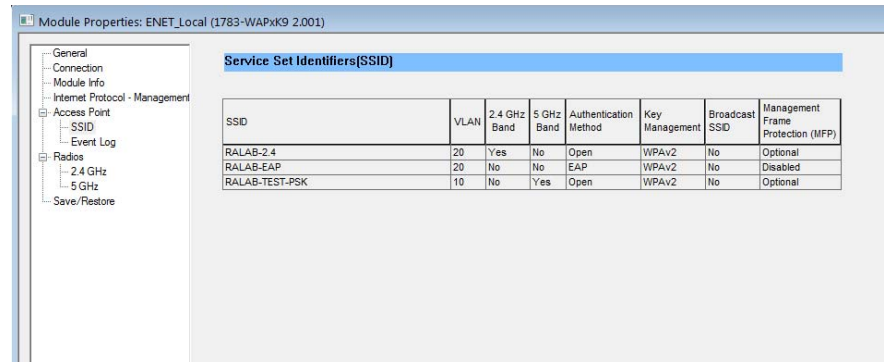 Module Properties: ENET_Local (1783-WAPxK9 2.001)
General
Connection
Module Info
Internet Protocol - Management
Access Point
SSID
Event Log
Radios
2.4 GHz
5 GHz
Save/Restore
Service Set Identifiers(SSID)
SSID VLAN 2.4 GHz Band 5 GHz Band Authentication Method Key Management Broadcast SSID Management Frame Protection (MFP)
RALAB-2.4 20 Yes No Open WPAv2 No Optional
RALAB-EAP 20 No No EAP WPAv2 No Disabled
RALAB-TEST-PSK 10 No Yes Open WPAv2 No Optional